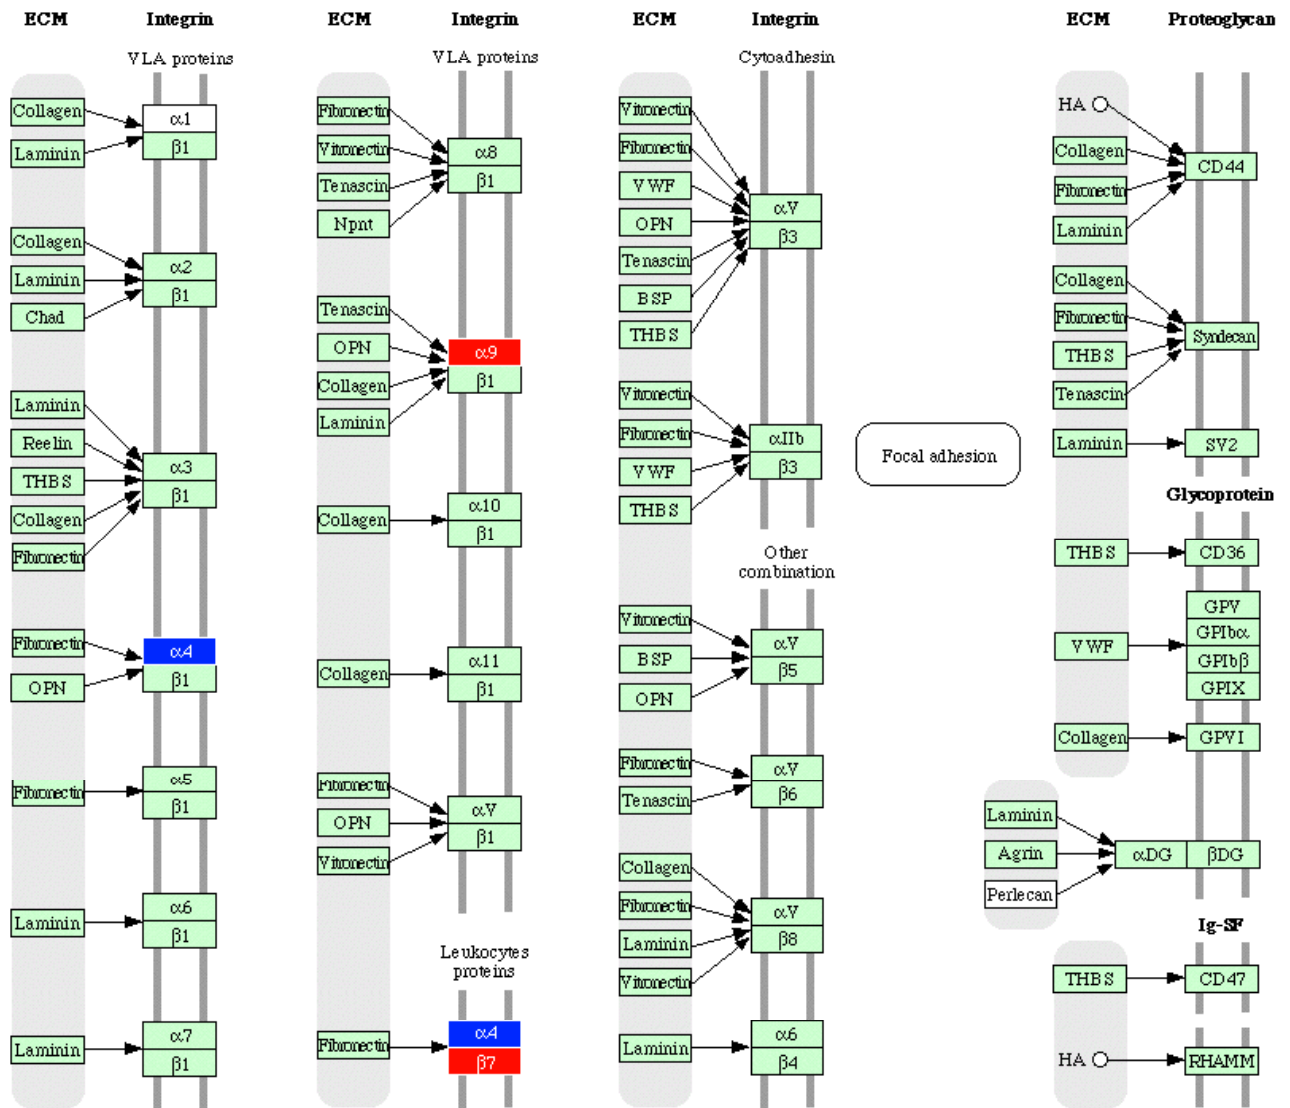 ECM
Integrin
VLA proteins
Collagen
Laminin
α1
β1
Collagen
Laminin
Chad
α2
β1
Laminin
Reelin
THBS
Collagen
Fibronectin
α3
β1
Fibronectin
OPN
α4
β1
Fibronectin
α5
β1
Laminin
α6
β1
Laminin
α7
β1
ECM
Integrin
VLA proteins
Fibronectin
Vitronectin
Tenascin
Npnt
α8
β1
Tenascin
OPN
Collagen
Laminin
α9
β1
Collagen
α10
β1
Collagen
α11
β1
Fibronectin
OPN
Vitronectin
αV
β1
Leukocytes
proteins
Fibronectin
α4
β7
ECM
Integrin
Cytoadhesin
Vitronectin
Fibronectin
VWF
OPN
Tenascin
BSP
THBS
αV
β3
Vitronectin
Fibronectin
VWF
THBS
αIIb
β3
Other
combination
Vitronectin
BSP
OPN
αV
β5
Fibronectin
Tenascin
αV
β6
Collagen
Fibronectin
Laminin
Vitronectin
αV
β8
Laminin
α6
β4
Focal adhesion
ECM
Proteoglycan
HA
Collagen
Fibronectin
Laminin
CD44
Collagen
Fibronectin
THBS
Tenascin
Syndecan
Laminin
SV2
Glycoprotein
THBS
CD36
VWF
GPV
GPIbα
GPIbβ
GPIX
Collagen
GPVI
Laminin
Agrin
Perlecan
αDG
βDG
Ig-SF
THBS
CD47
HA
RHAMM